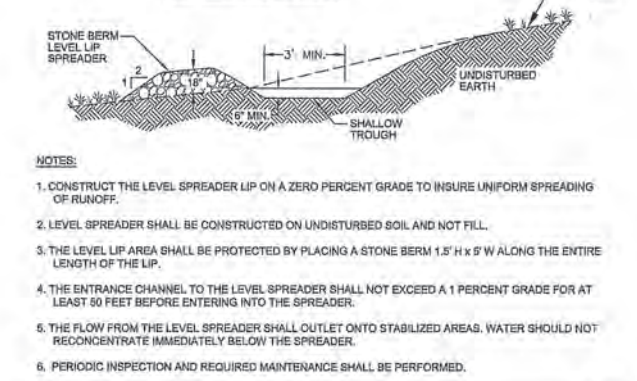 STONE BERM
LEVEL LIP
SPREADER
2
1
18"
3' MIN.
UNDISTURBED
EARTH
6" MIN.
SHALLOW
TROUGH
NOTES:
1. CONSTRUCT THE LEVEL SPREADER LIP ON A ZERO PERCENT GRADE TO INSURE UNIFORM SPREADING
OF RUNOFF.
2. LEVEL SPREADER SHALL BE CONSTRUCTED ON UNDISTURBED SOIL AND NOT FILL.
3. THE LEVEL LIP AREA SHALL BE PROTECTED BY PLACING A STONE BERM 1.5' H x 5' W ALONG THE ENTIRE
LENGTH OF THE LIP.
4. THE ENTRANCE CHANNEL TO THE LEVEL SPREADER SHALL NOT EXCEED A 1 PERCENT GRADE FOR AT
LEAST 50 FEET BEFORE ENTERING INTO THE SPREADER.
5. THE FLOW FROM THE LEVEL SPREADER SHALL OUTLET ONTO STABILIZED AREAS. WATER SHOULD NOT
RECONCENTRATE IMMEDIATELY BELOW THE SPREADER.
6. PERIODIC INSPECTION AND REQUIRED MAINTENANCE SHALL BE PERFORMED.